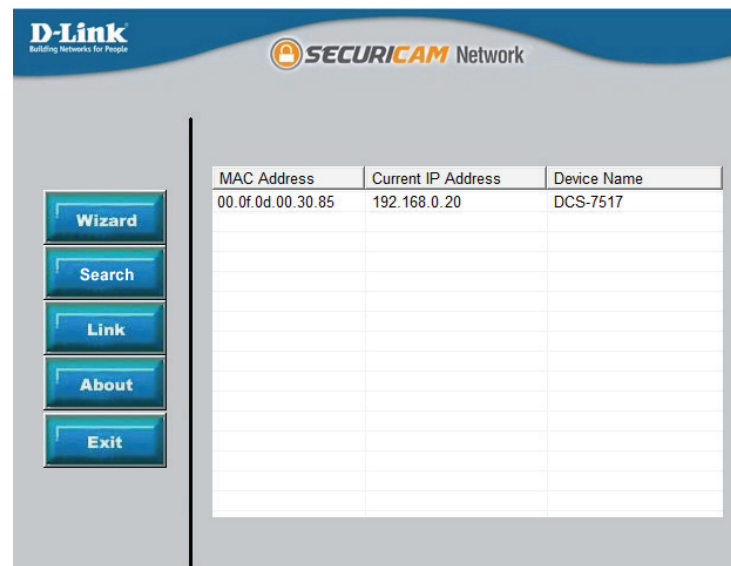 D-Link
Building Networks for People
SECURICAM Network
MAC Address Current IP Address Device Name
00.0f.0d.00.30.85 192.168.0.20 DCS-7517
Wizard
Search
Link
About
Exit